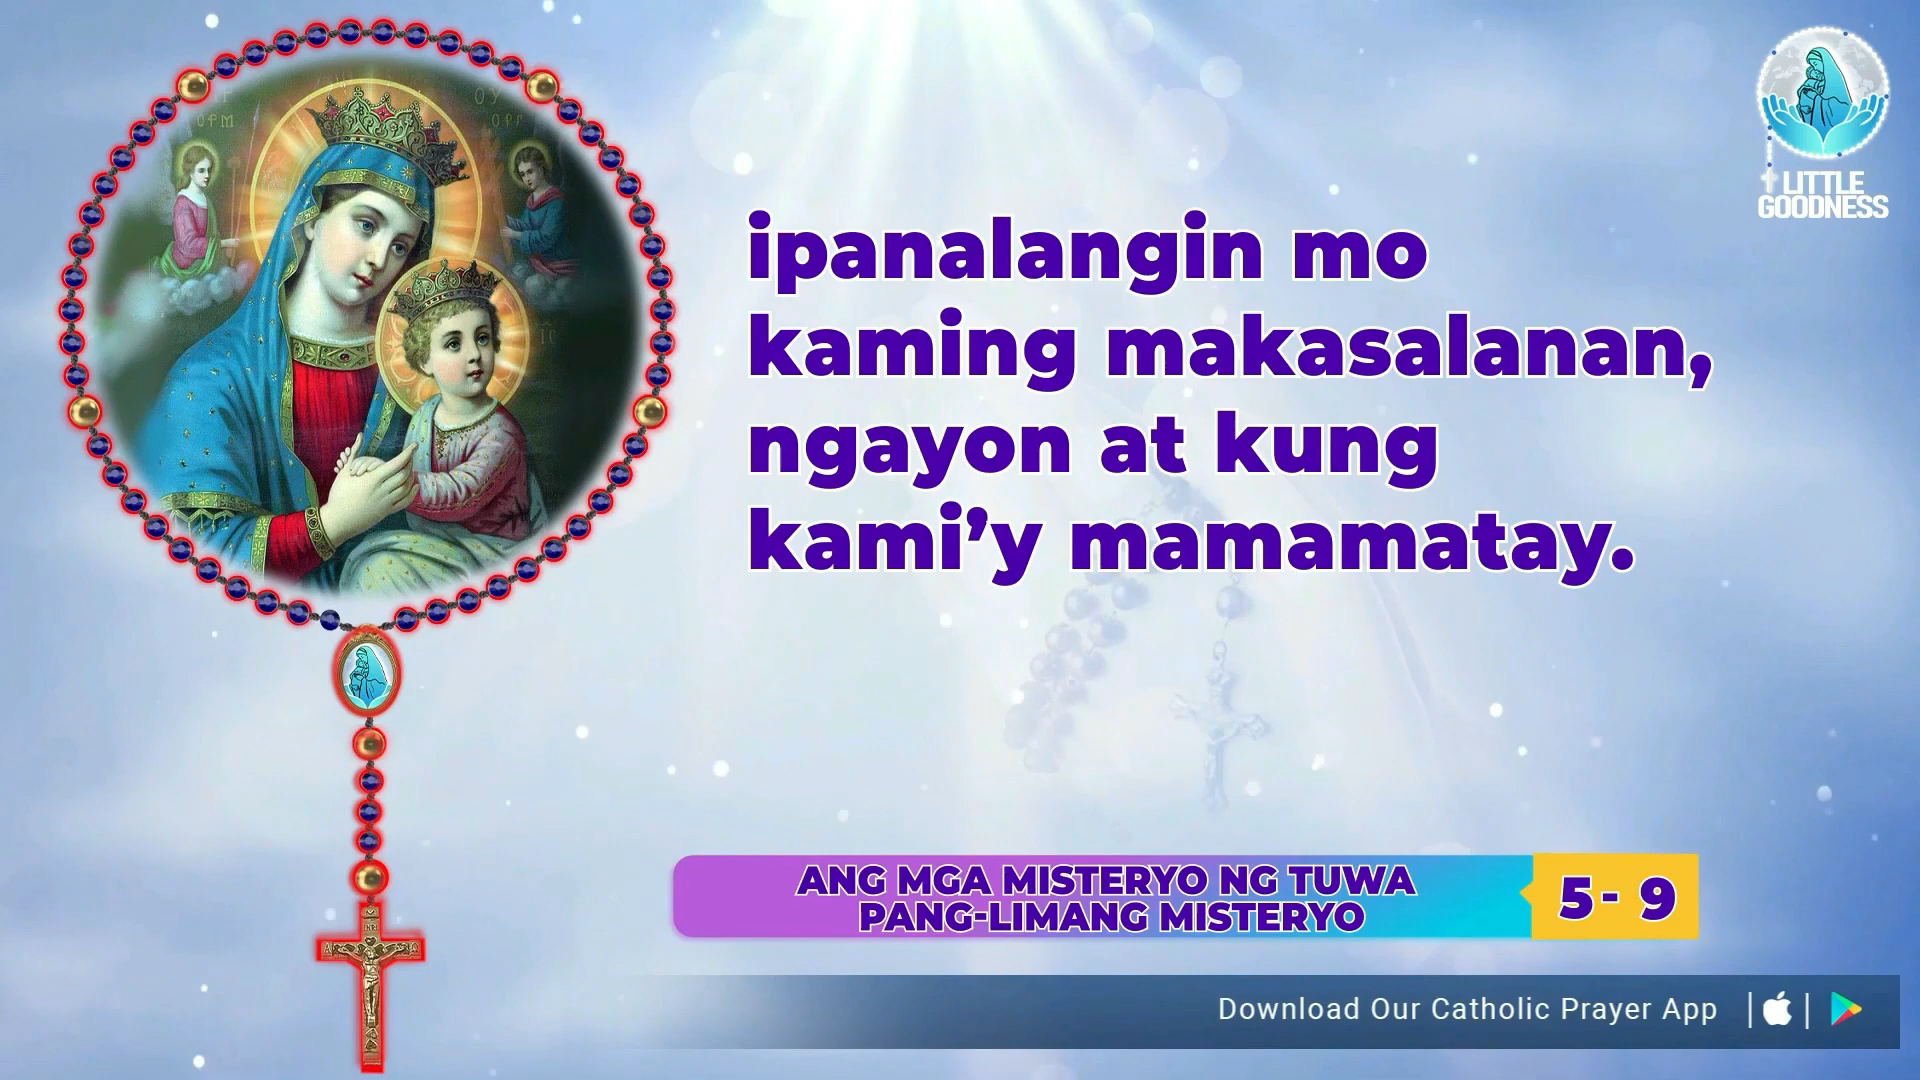 LITTLE
GOODNESS
ipanalangin mo
kaming makasalanan,
ngayon at kung
kami’y mamamatay.
ANG MGA MISTERYO NG TUWA
PANG-LIMANG MISTERYO
5- 9
Download Our Catholic Prayer App
INRI